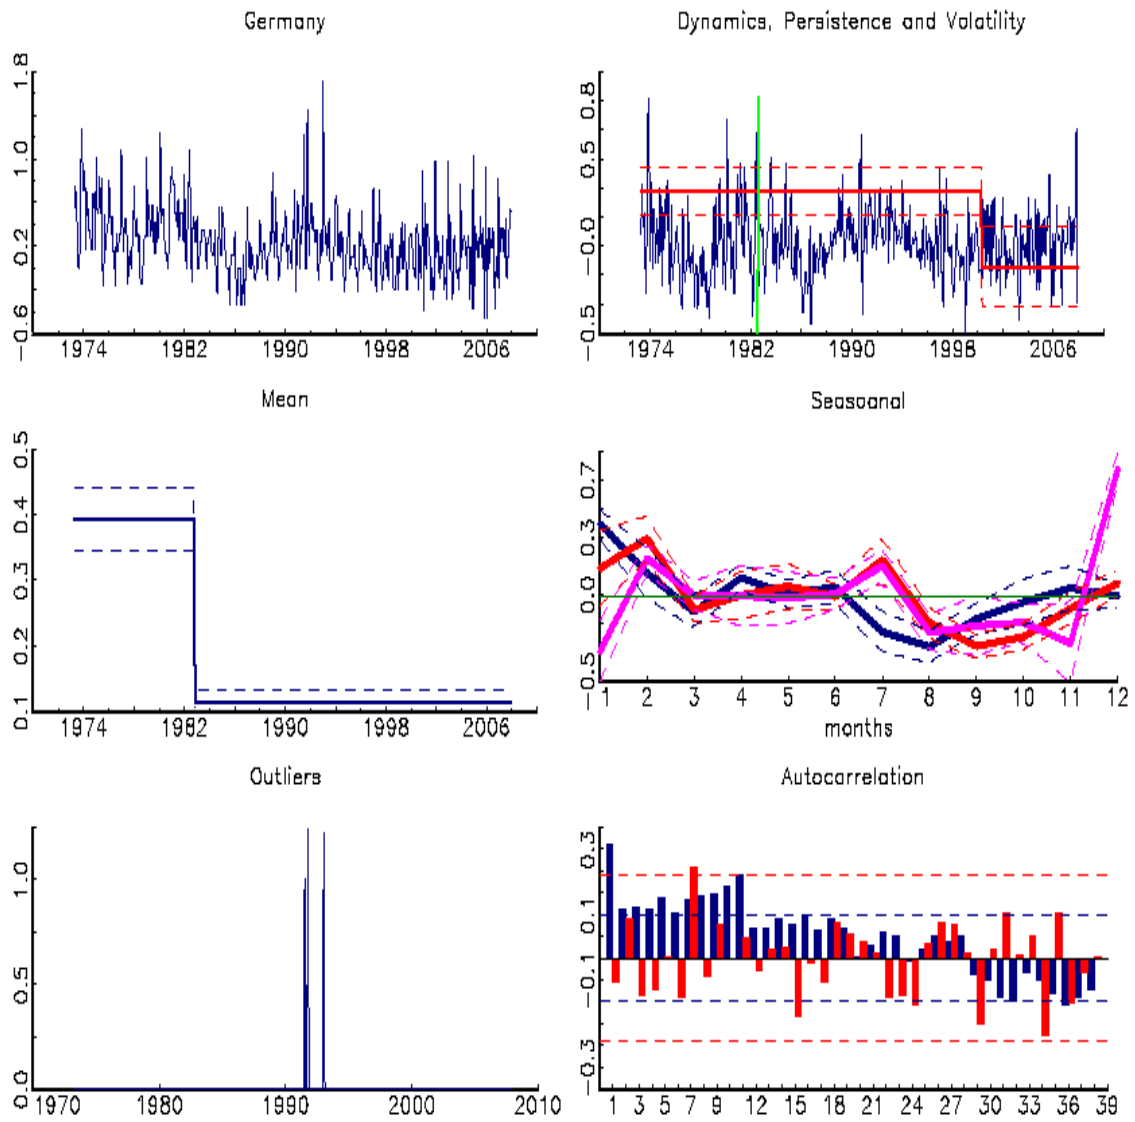 Germany
1.8
1.0
0.2
−0.6
1974 1982 1990 1998 2006
Dynamics, Persistence and Volatility
0.8
0.5
−0.0
−0.5
1974 1982 1990 1998 2006
Mean
0.5
0.4
0.3
0.2
0.1
1974 1982 1990 1998 2006
Seasoanal
0.7
0.3
0.0
−0.5
1 2 3 4 5 6 7 8 9 10 11 12
months
Outliers
1.0
0.5
0.0
1970 1980 1990 2000 2010
Autocarrelation
0.3
0.1
−0.1
−0.3
1 3 5 7 9 12 15 18 21 24 27 30 33 36 39